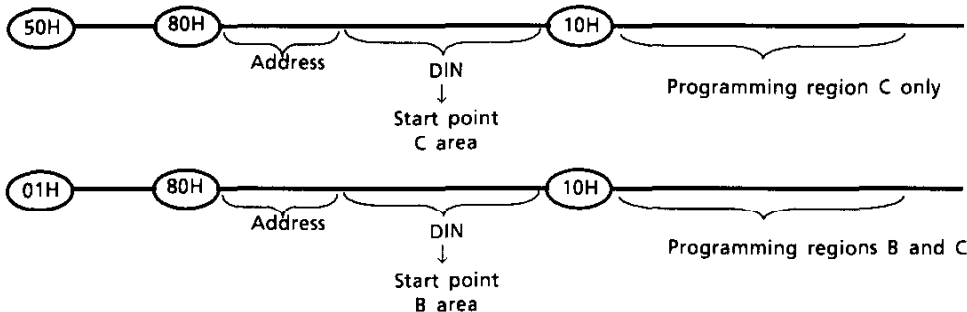 50H 80H 10H
Address DIN Programming region C only
Start point
C area
01H 80H 10H
Address DIN Programming regions B and C
Start point
B area